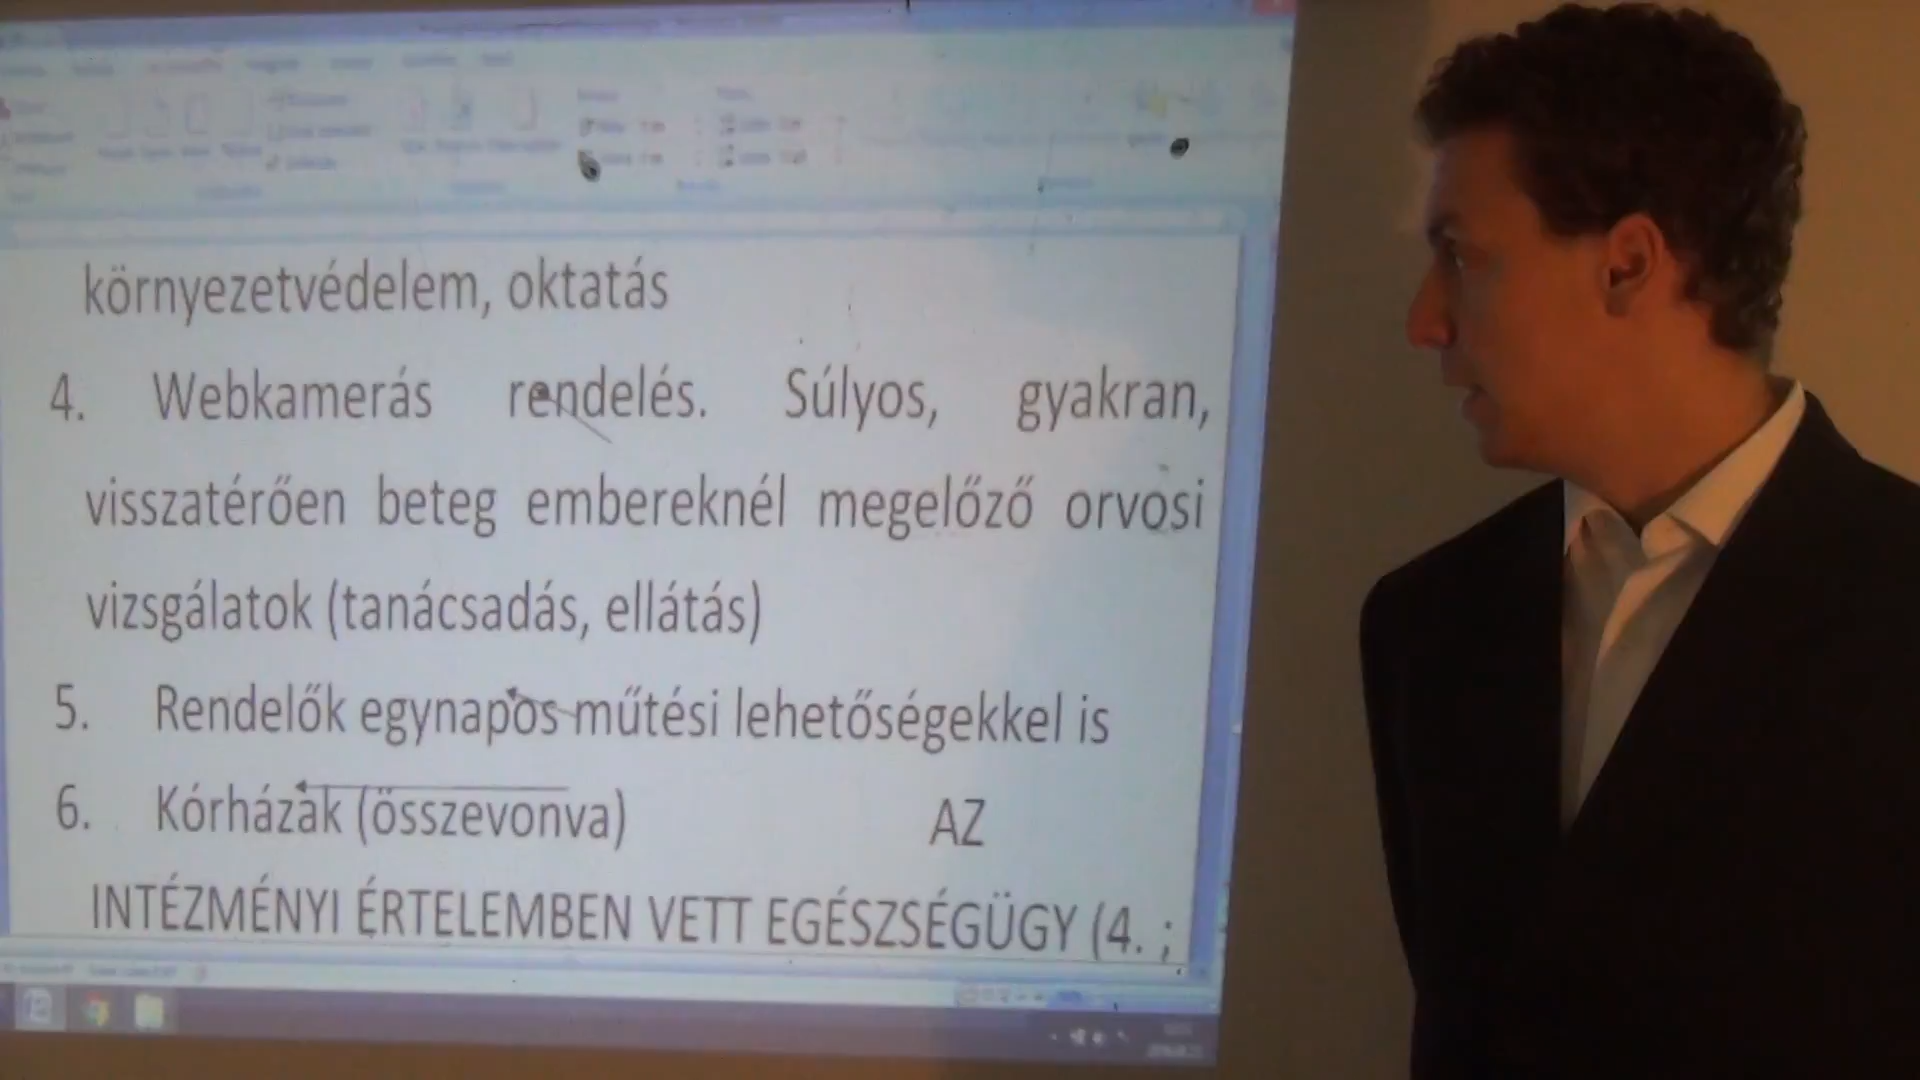 környezetvédelem, oktatás
4. Webkamerás rendelés. Súlyos, gyakran,
visszatérően beteg embereknél megelőző orvosi
vizsgálatok (tanácsadás, ellátás)
5. Rendelők egynapos műtési lehetőségekkel is
6. Kórházak (összevonva) AZ
INTÉZMÉNYI ÉRTELEMBEN VETT EGÉSZSÉGÜGY (4. ;